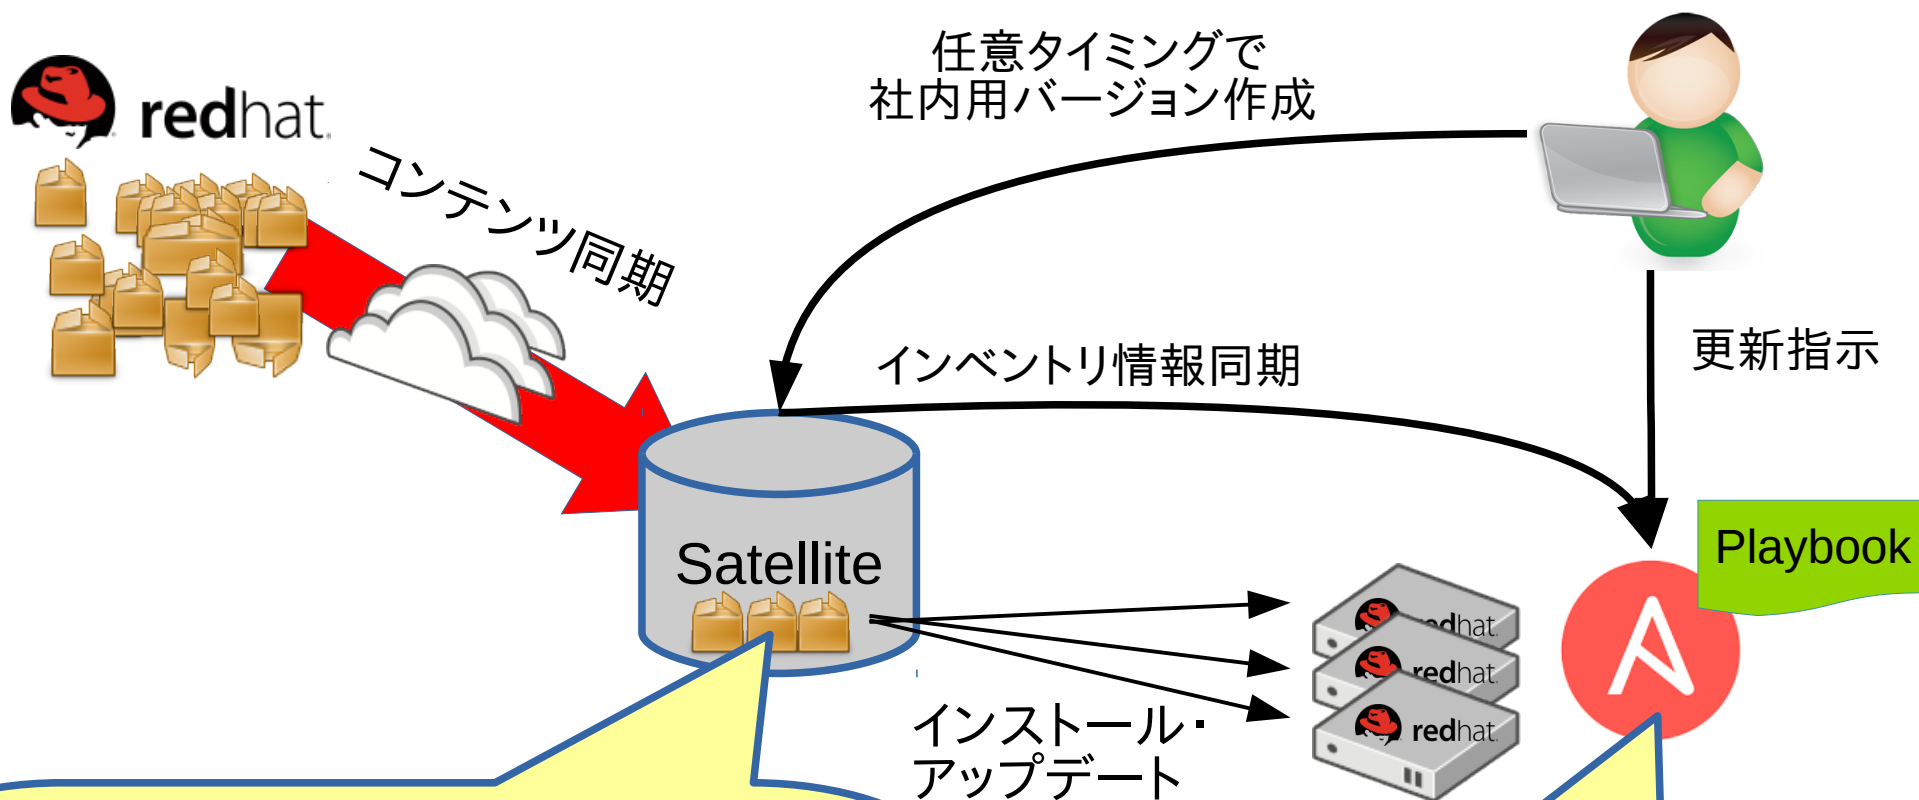 redhat.
コンテンツ同期
任意タイミングで
社内用バージョン作成
インベントリ情報同期
更新指示
Satellite
Playbook
redhat.
redhat.
redhat.
インストール・
アップデート